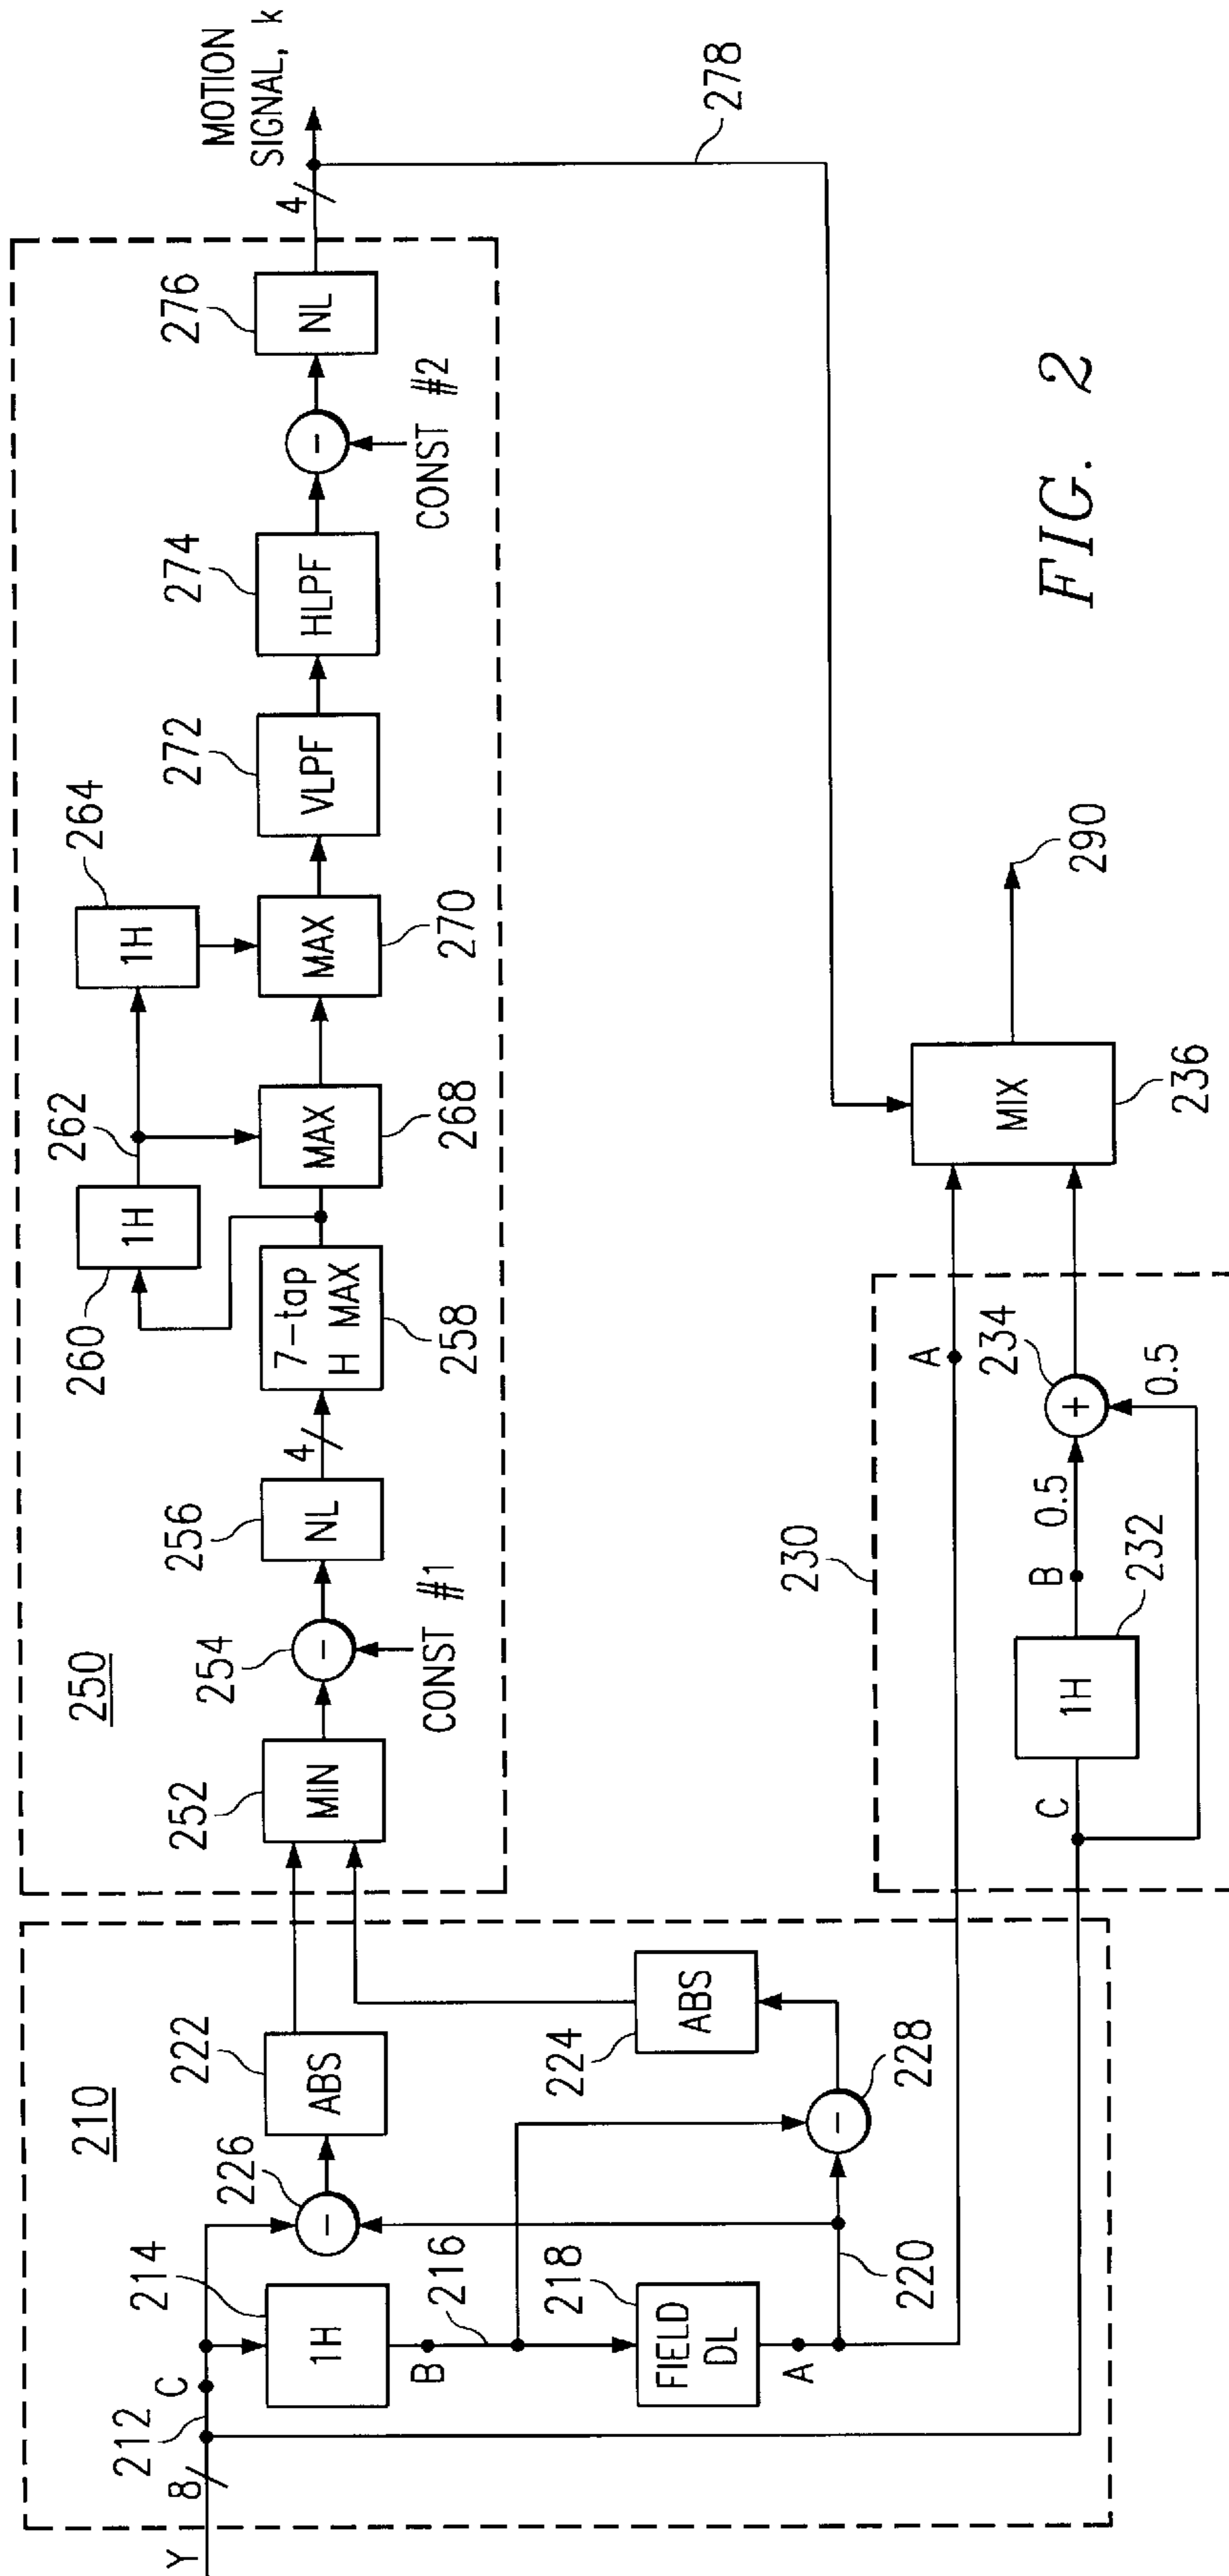 Y
8
212
C
214
1H
B
216
218
FIELD
DL
A
220
210
226
-
222
ABS
224
ABS
-
228
250
252
MIN
254
-
CONST #1
256
NL
4
7-tap
H MAX
258
260
1H
262
264
1H
MAX
268
MAX
270
272
VLPF
274
HLPF
-
CONST #2
276
NL
4
MOTION
SIGNAL, k
278
230
C
1H
232
B
0.5
+
234
0.5
A
MIX
236
290
FIG. 2